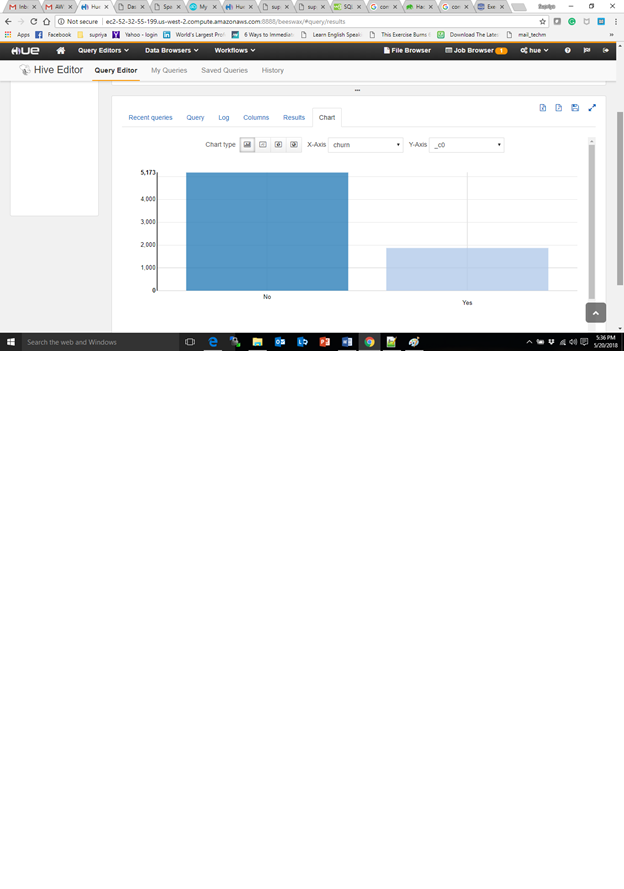 Inb AW Hu Das Spo My Hue sup sup SQL con Had con Exe
Not secure ec2-52-32-55-199.us-west-2.compute.amazonaws.com:8888/beeswax/#query/results
Apps Facebook supriya Yahoo - login World's Largest Prof 6 Ways to Immediat Learn English Speak This Exercise Burns F Download The Late mail_techm
HUE Query Editors Data Browsers Workflows File Browser Job Browser 1 hue
Hive Editor Query Editor My Queries Saved Queries History
...
Recent queries Query Log Columns Results Chart
Chart type X-Axis churn Y-Axis _c0
5,173
4,000
3,000
2,000
1,000
0
No
Yes
Search the web and Windows
5:36 PM
5/20/2018